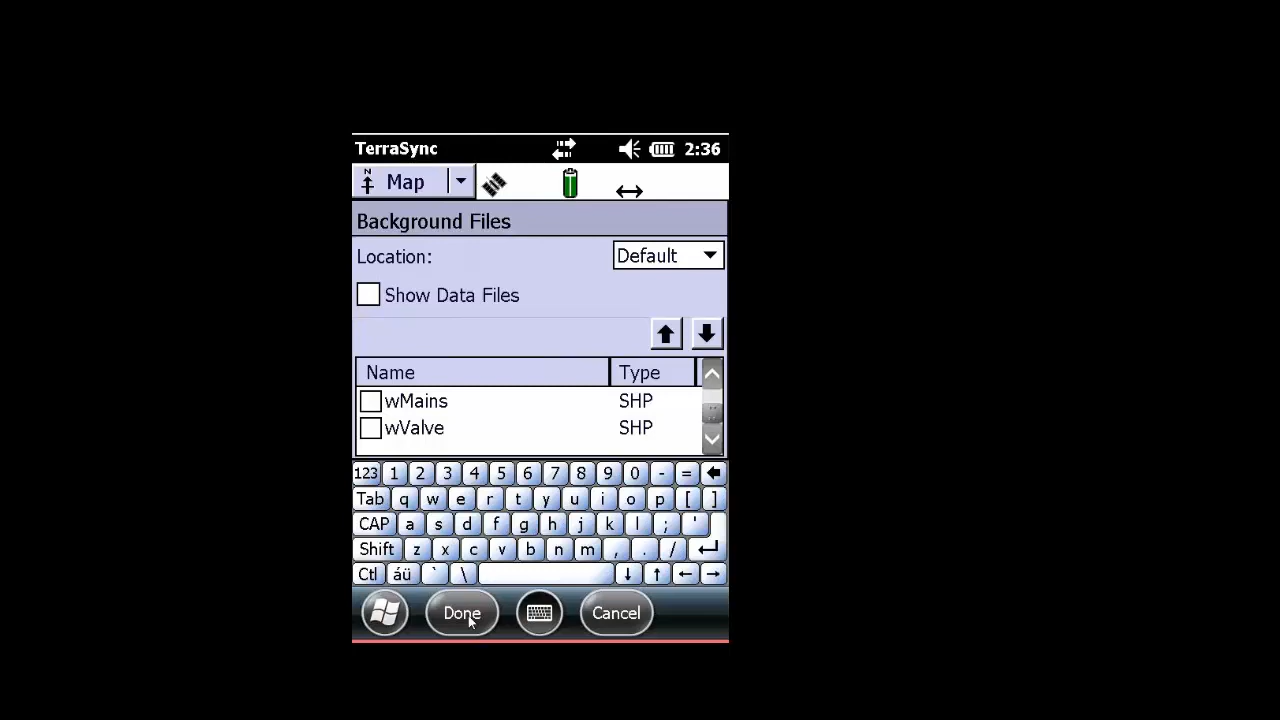 TerraSync 2:36
Map
Background Files
Location: Default
Show Data Files
Name Type
wMains SHP
wValve SHP
123 1 2 3 4 5 6 7 8 9 0 - =
Tab q w e r t y u i o p [ ]
CAP a s d f g h j k l ; '
Shift z x c v b n m , . /
Ctl áü ` \
Done Cancel